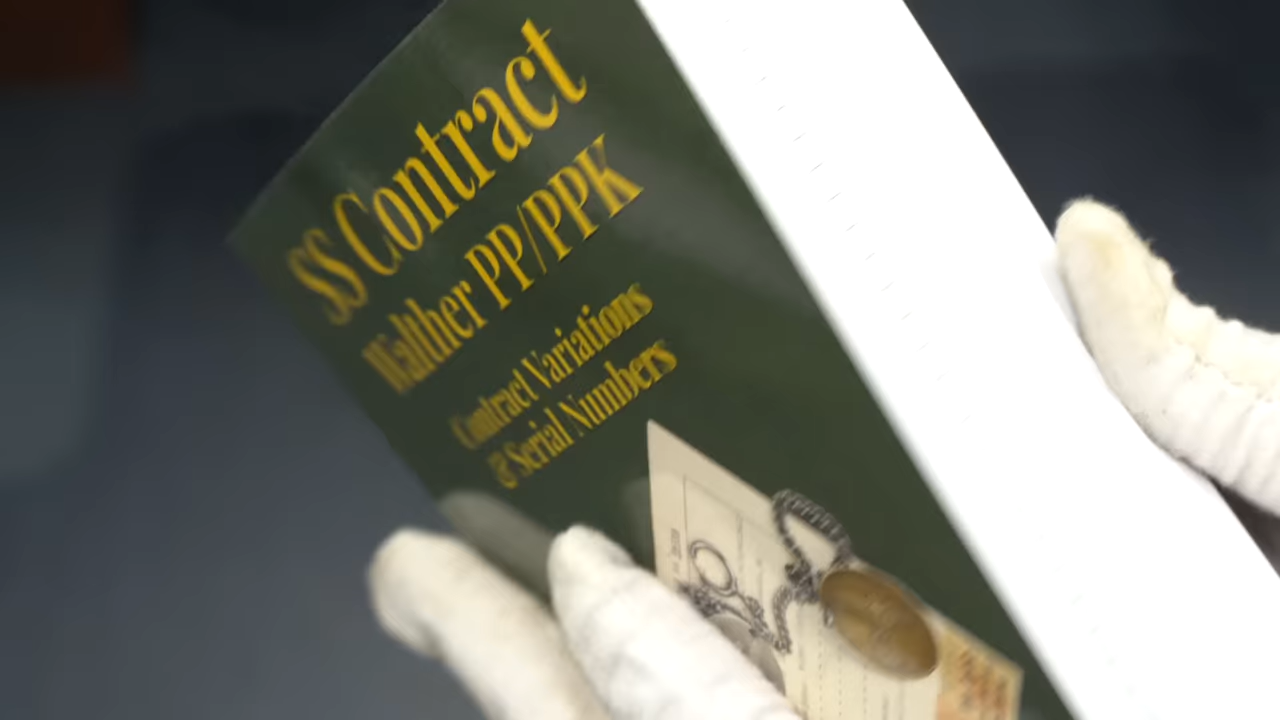 SS Contract
Walther PP/PPK
Contract Variations
& Serial Numbers